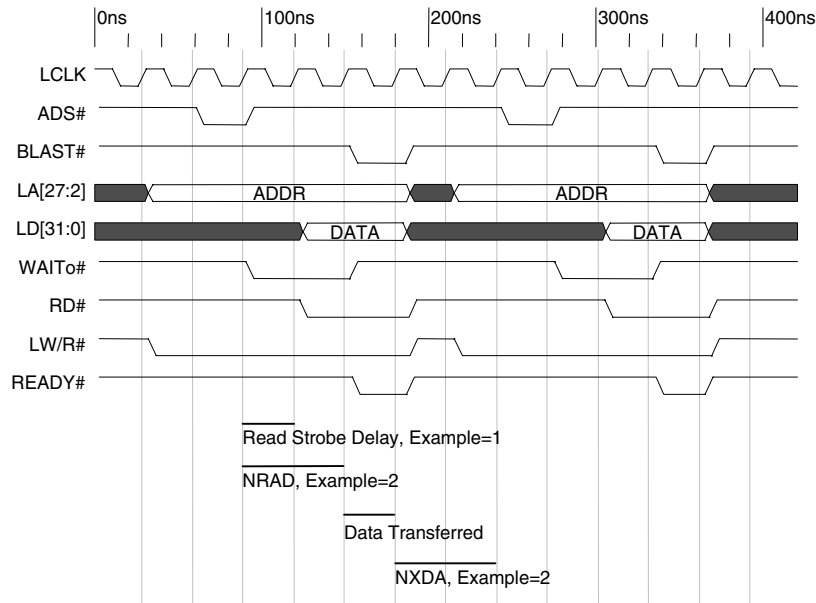 0ns 100ns 200ns 300ns 400ns
LCLK
ADS#
BLAST#
LA[27:2] ADDR ADDR
LD[31:0] DATA DATA
WAITo#
RD#
LW/R#
READY#
Read Strobe Delay, Example=1
NRAD, Example=2
Data Transferred
NXDA, Example=2